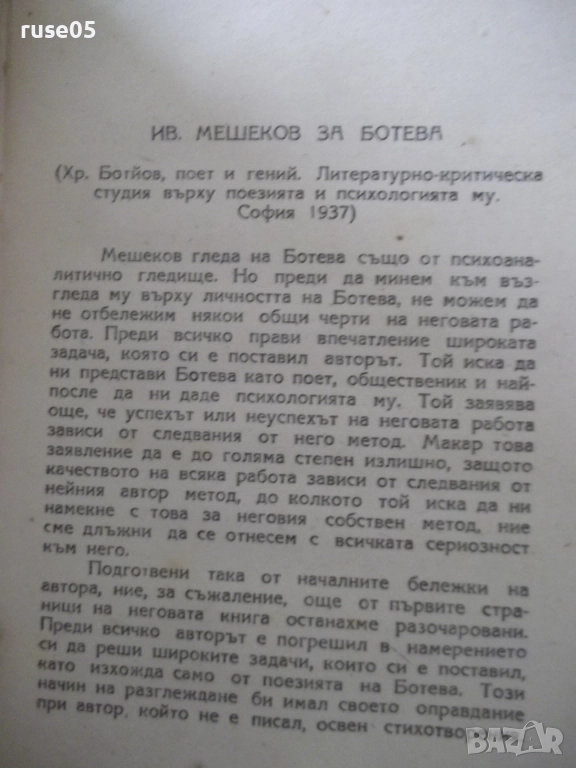 ruse05
ИВ. МЕШЕКОВ ЗА БОТЕВА
(Хр. Ботйов, поет и гений. Литературно-критическа
студия върху поезията и психологията му.
София 1937)
Мешеков гледа на Ботева също от психоана-
литично гледище. Но преди да минем към въз-
гледа му върху личността на Ботева, не можем да
не отбележим някои общи черти на неговата ра-
бота. Преди всичко прави впечатление широката
задача, която си е поставил авторът. Той иска да
ни представи Ботева като поет, общественик и най-
после да ни даде психологията му. Той заявява
още, че успехът или неуспехът на неговата работа
зависи от следвания от него метод. Макар това
заявление да е до голяма степен излишно, защото
качеството на всяка работа зависи от следвания от
нейния автор метод, до колкото той иска да ни
намекне с това за неговия собствен метод, ние
сме длъжни да се отнесем с всичката сериозност
към него.
Подготвени така от началните бележки на
автора, ние, за съжаление, още от първите стра-
ници на неговата книга останахме разочаровани.
Преди всичко авторът е погрешил в намерението
си да реши широките задачи, които си е поставил,
като изхожда само от поезията на Ботева. Този
начин на разглеждане би имал своето оправдание
при автор, който не е писал, освен
BAZAR